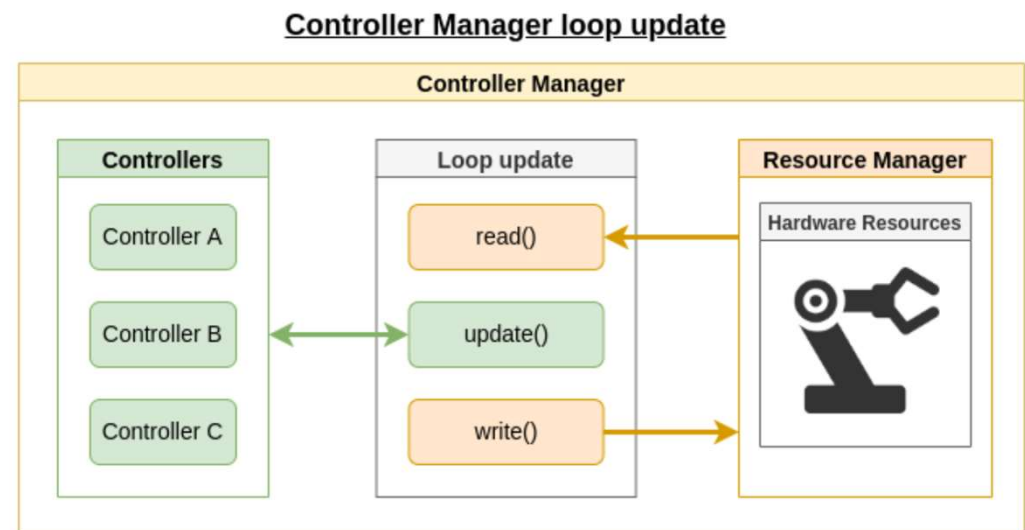 Controller Manager loop update
Controller Manager
Controllers
Controller A
Controller B
Controller C
Loop update
read()
update()
write()
Resource Manager
Hardware Resources